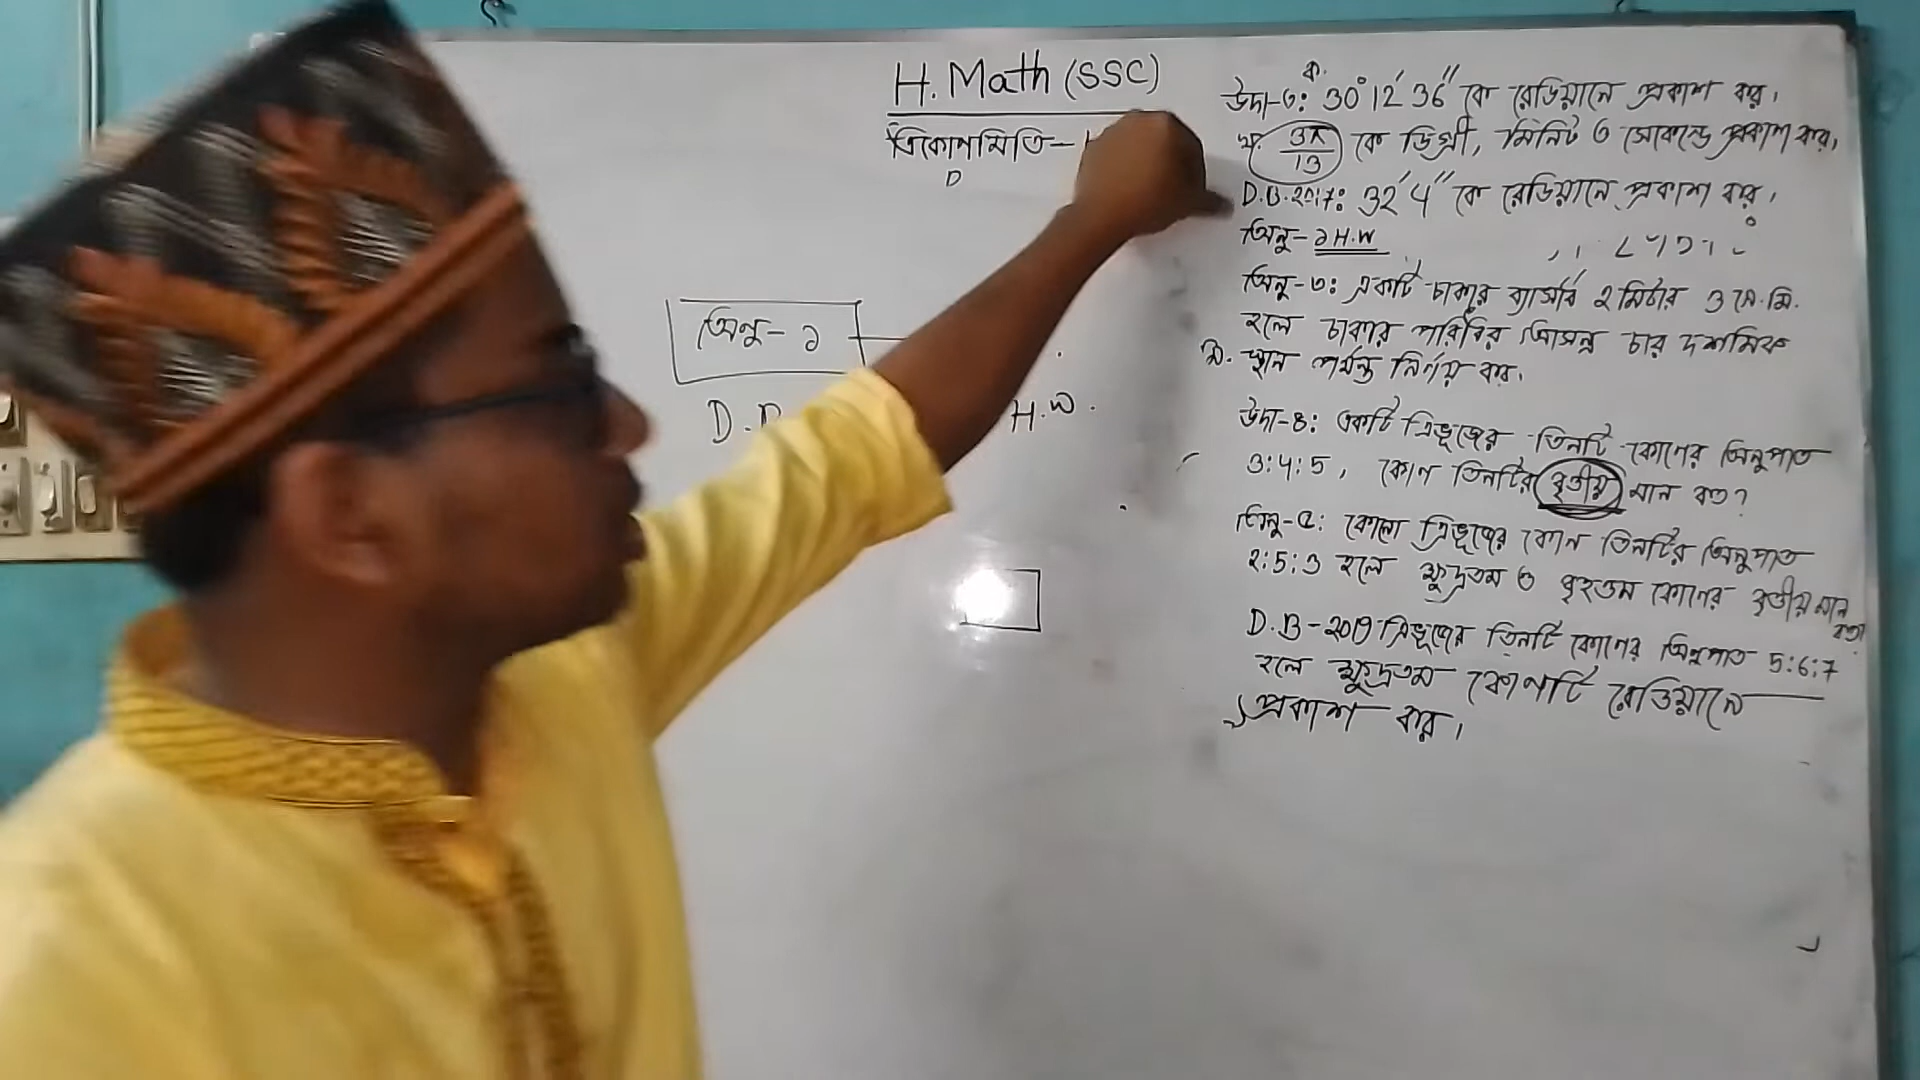 H. Math (SSC)
ত্রিকোণমিতি-
D
অনু- ১
H.W.
ক.
উদা-৩: 30° 12′ 36″ কে রেডিয়ানে প্রকাশ কর।
খ. 3π/13 কে ডিগ্রী, মিনিট ও সেকেন্ডে প্রকাশ কর।
D.B.2017: 32′ 4″ কে রেডিয়ানে প্রকাশ কর।
অনু- ১ H.W
অনু-৩: একটি চাকার ব্যাসার্ধ ২ মিটার 3 সে.মি.
হলে চাকার পরিধির আসন্ন চার দশমিক
স্থান পর্যন্ত নির্ণয় কর।
উদা-৪: একটি ত্রিভূজের তিনটি কোণের অনুপাত
3:4:5, কোণ তিনটির বৃত্তীয় মান কত?
অনু-৫: কোনো ত্রিভূজের কোন তিনটির অনুপাত
2:5:3 হলে ক্ষুদ্রতম ও বৃহত্তম কোণের বৃত্তীয় মান
কত?
D.B-2019 ত্রিভূজের তিনটি কোণের অনুপাত 5:6:7
হলে ক্ষুদ্রতম কোণটি রেডিয়ানে
প্রকাশ কর।